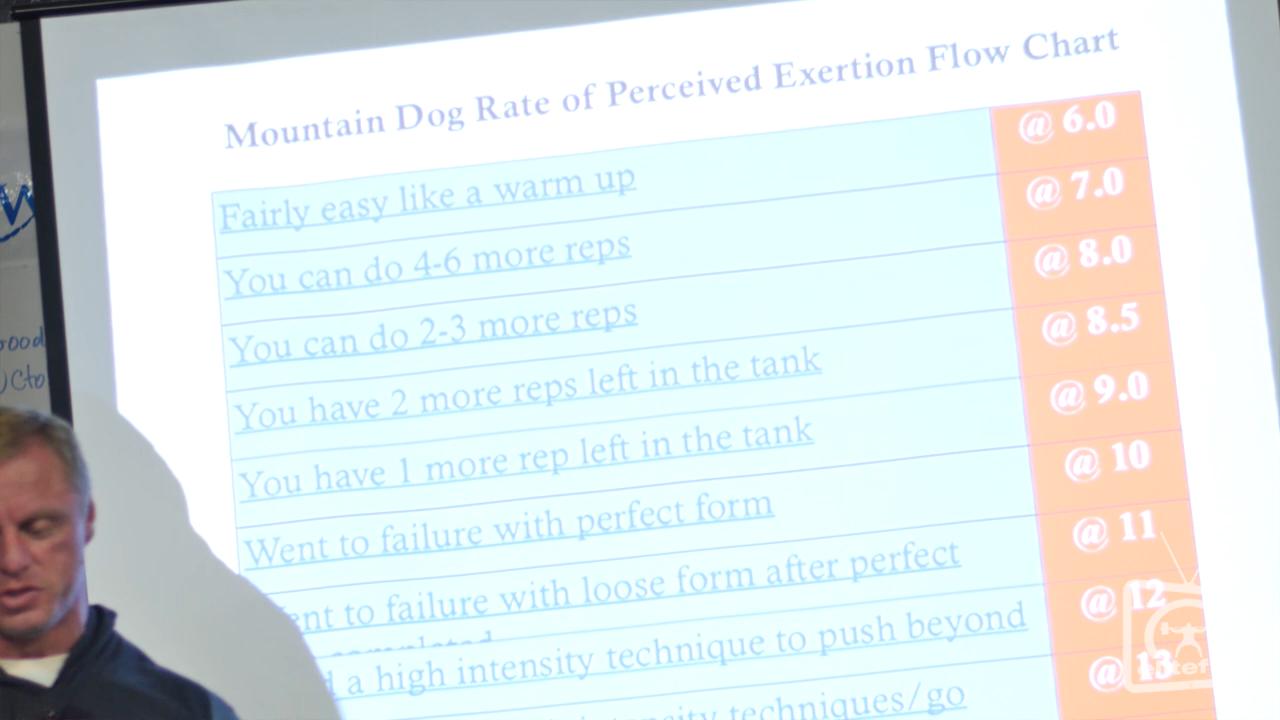 Mountain Dog Rate of Perceived Exertion Flow Chart
Fairly easy like a warm up @ 6.0
You can do 4-6 more reps @ 7.0
You can do 2-3 more reps @ 8.0
You have 2 more reps left in the tank @ 8.5
You have 1 more rep left in the tank @ 9.0
Went to failure with perfect form @ 10
to failure with loose form after perfect @ 11
completed
a high intensity technique to push beyond @ 12
techniques/go @ 13